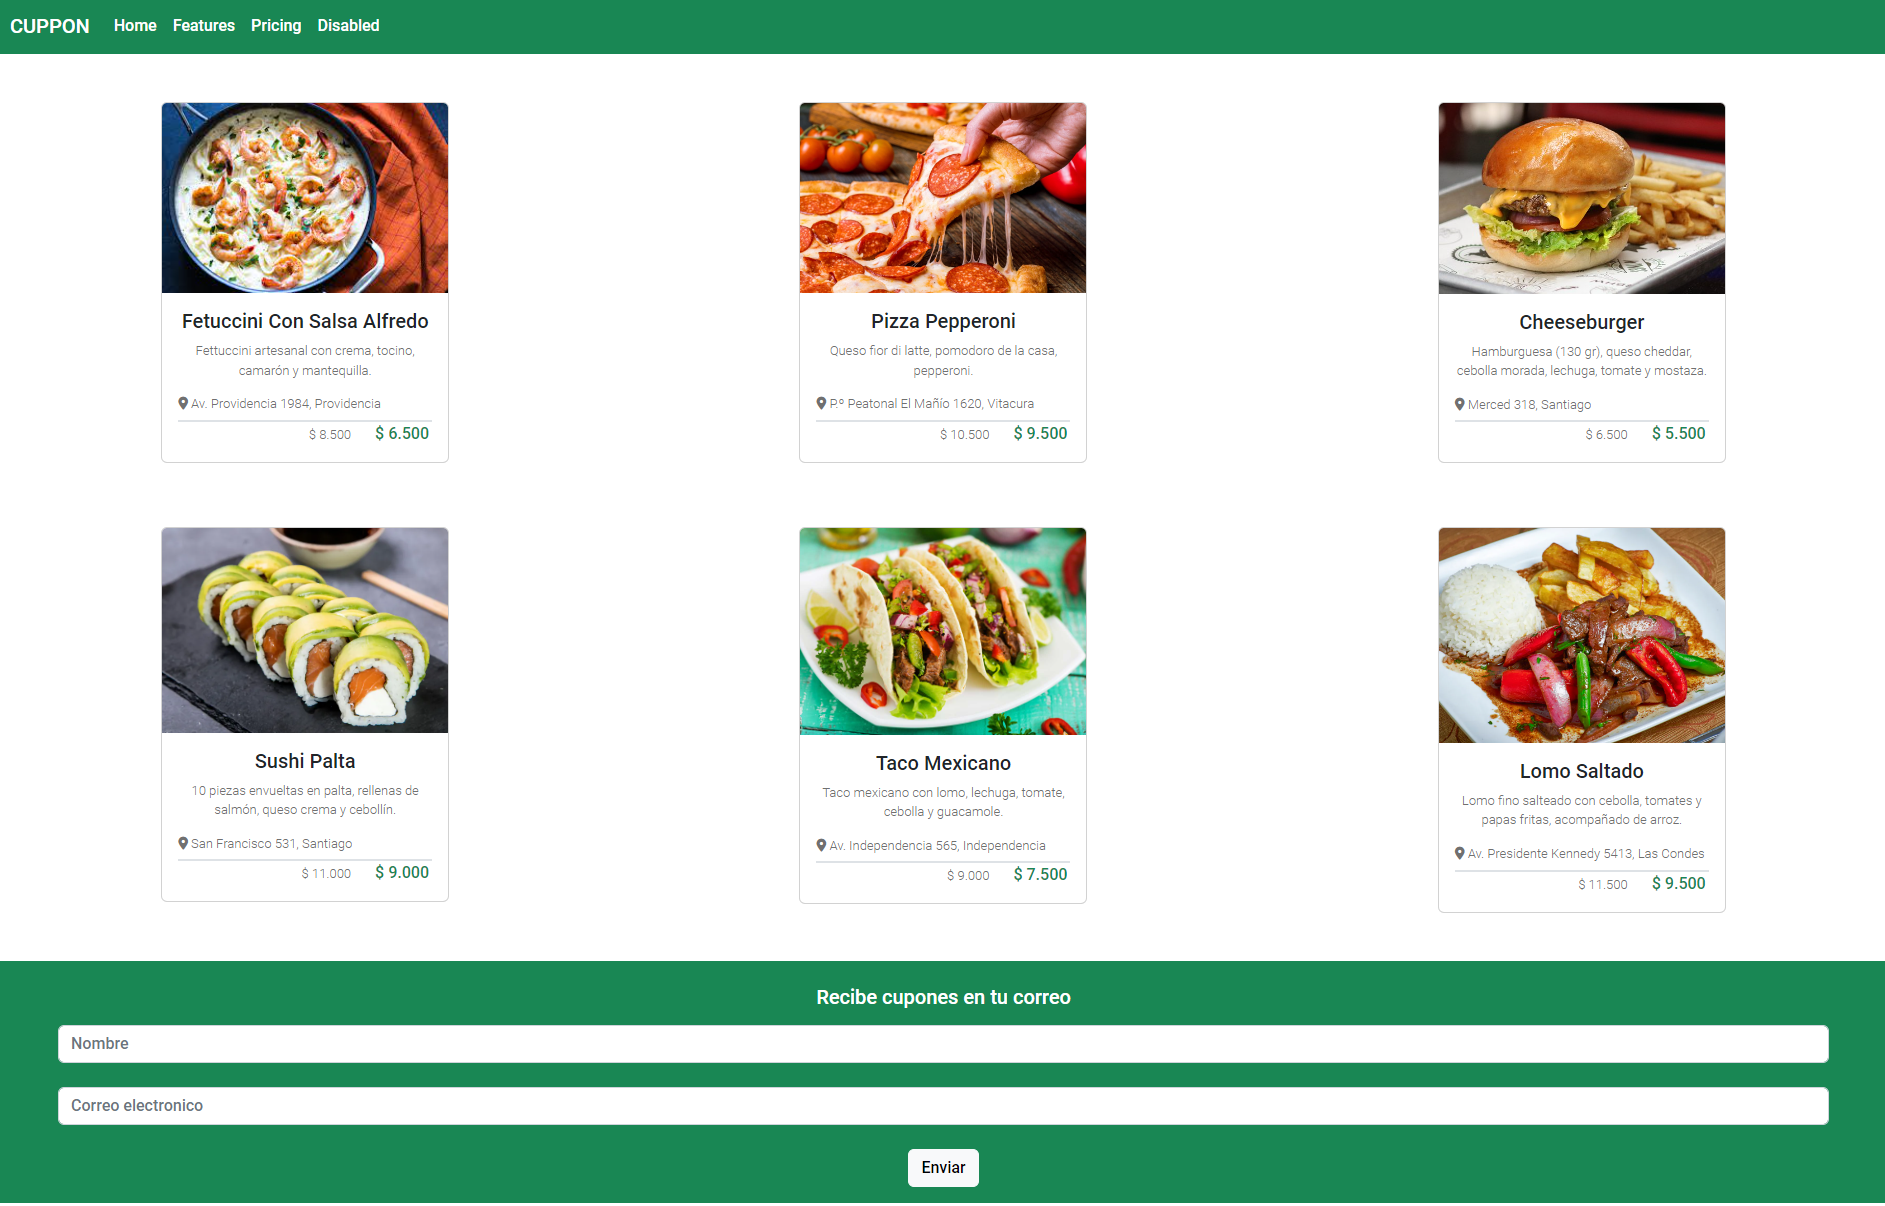 CUPPON Home Features Pricing Disabled
Fetuccini Con Salsa Alfredo
Fettuccini artesanal con crema, tocino,
camarón y mantequilla.
Av. Providencia 1984, Providencia
$ 8.500 $ 6.500
Pizza Pepperoni
Queso fior di latte, pomodoro de la casa,
pepperoni.
P.º Peatonal El Mañío 1620, Vitacura
$ 10.500 $ 9.500
Cheeseburger
Hamburguesa (130 gr), queso cheddar,
cebolla morada, lechuga, tomate y mostaza.
Merced 318, Santiago
$ 6.500 $ 5.500
Sushi Palta
10 piezas envueltas en palta, rellenas de
salmón, queso crema y cebollín.
San Francisco 531, Santiago
$ 11.000 $ 9.000
Taco Mexicano
Taco mexicano con lomo, lechuga, tomate,
cebolla y guacamole.
Av. Independencia 565, Independencia
$ 9.000 $ 7.500
Lomo Saltado
Lomo fino salteado con cebolla, tomates y
papas fritas, acompañado de arroz.
Av. Presidente Kennedy 5413, Las Condes
$ 11.500 $ 9.500
Recibe cupones en tu correo
Nombre
Correo electronico
Enviar